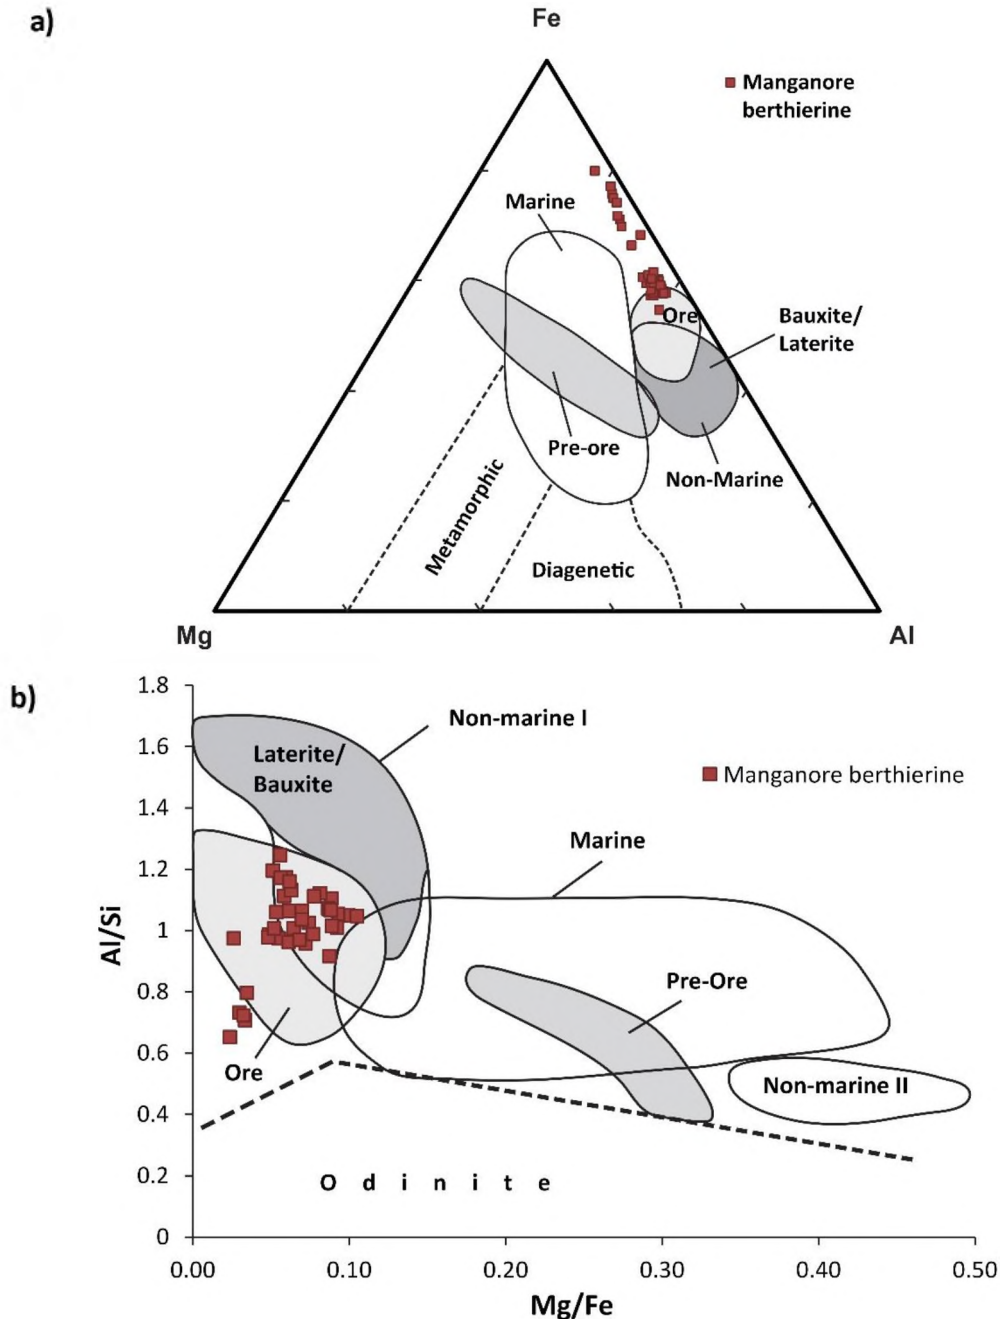 a)
Fe
Manganore
berthierine
Marine
Ore
Bauxite/
Laterite
Pre-ore
Non-Marine
Metamorphic
Diagenetic
Mg
Al
b)
1.8
1.6
1.4
1.2
1
0.8
0.6
0.4
0.2
0
Al/Si
Non-marine I
Laterite/
Bauxite
Manganore berthierine
Marine
Pre-Ore
Ore
Non-marine II
O d i n i t e
0.00 0.10 0.20 0.30 0.40 0.50
Mg/Fe